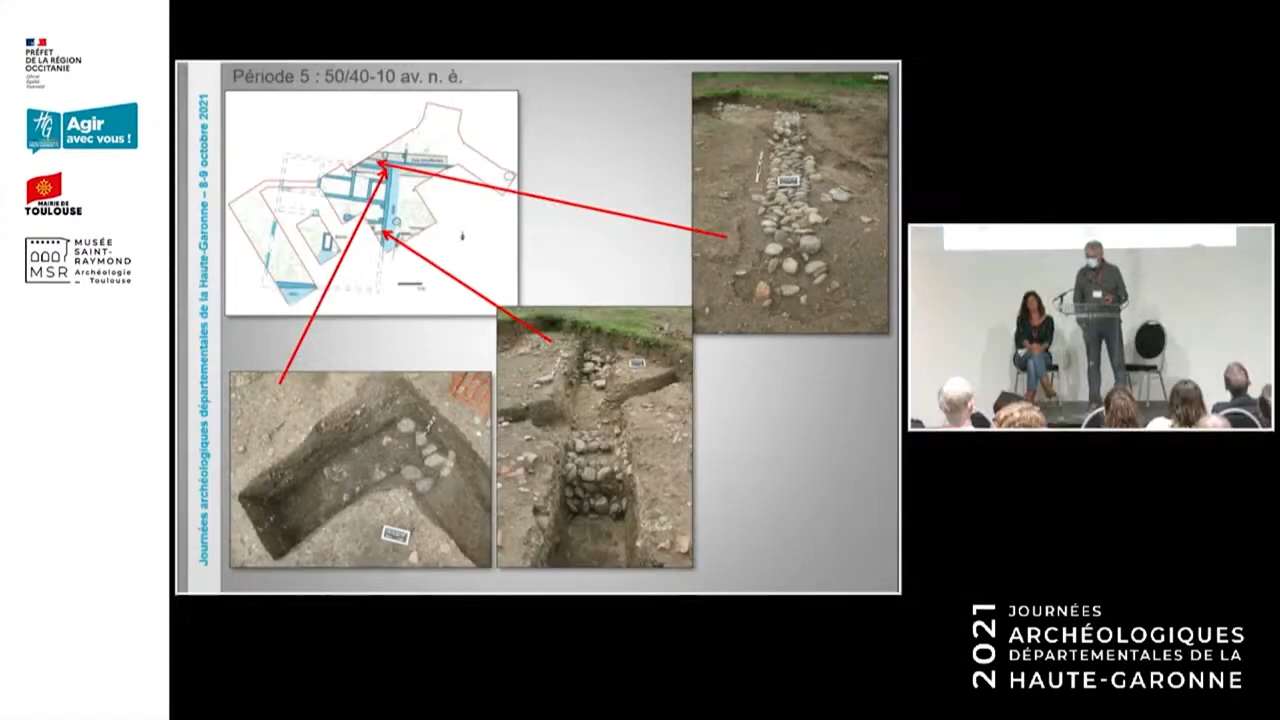 PRÉFET
DE LA RÉGION
OCCITANIE
Agir
avec vous !
MAIRIE DE
TOULOUSE
MUSÉE
SAINT-
RAYMOND
Archéologie
Toulouse
MSR
Journées archéologiques départementales de la Haute-Garonne – 8-9 octobre 2021
Période 5 : 50/40-10 av. n. è.
2021
JOURNÉES
ARCHÉOLOGIQUES
DÉPARTEMENTALES DE LA
HAUTE-GARONNE